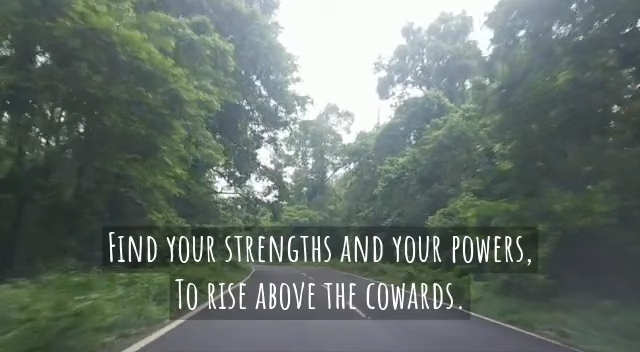 Find your strengths and your powers,
To rise above the cowards.